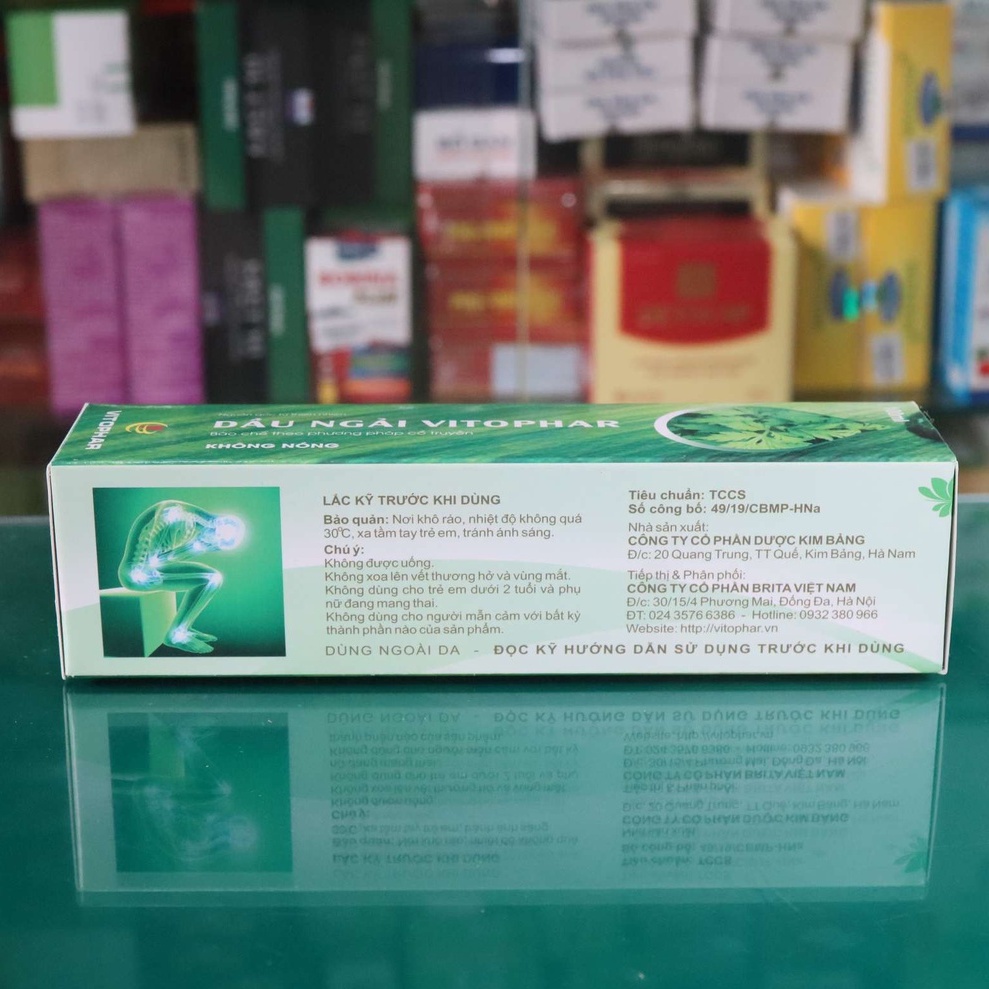 VITOPHAR
DẦU NGẢI VITOPHAR
Bào chế theo phương pháp cổ truyền
KHÔNG NÓNG
LẮC KỸ TRƯỚC KHI DÙNG
Bảo quản: Nơi khô ráo, nhiệt độ không quá
30°C, xa tầm tay trẻ em, tránh ánh sáng.
Chú ý:
Không được uống.
Không xoa lên vết thương hở và vùng mắt.
Không dùng cho trẻ em dưới 2 tuổi và phụ
nữ đang mang thai.
Không dùng cho người mẫn cảm với bất kỳ
thành phần nào của sản phẩm.
Tiêu chuẩn: TCCS
Số công bố: 49/19/CBMP-HNa
Nhà sản xuất:
CÔNG TY CỔ PHẦN DƯỢC KIM BẢNG
Đ/c: 20 Quang Trung, TT Quế, Kim Bảng, Hà Nam
Tiếp thị & Phân phối:
CÔNG TY CỔ PHẦN BRITA VIỆT NAM
Đ/c: 30/15/4 Phương Mai, Đống Đa, Hà Nội
ĐT: 024 3576 6386 - Hotline: 0932 380 966
Website: http://vitophar.vn
DÙNG NGOÀI DA - ĐỌC KỸ HƯỚNG DẪN SỬ DỤNG TRƯỚC KHI DÙNG